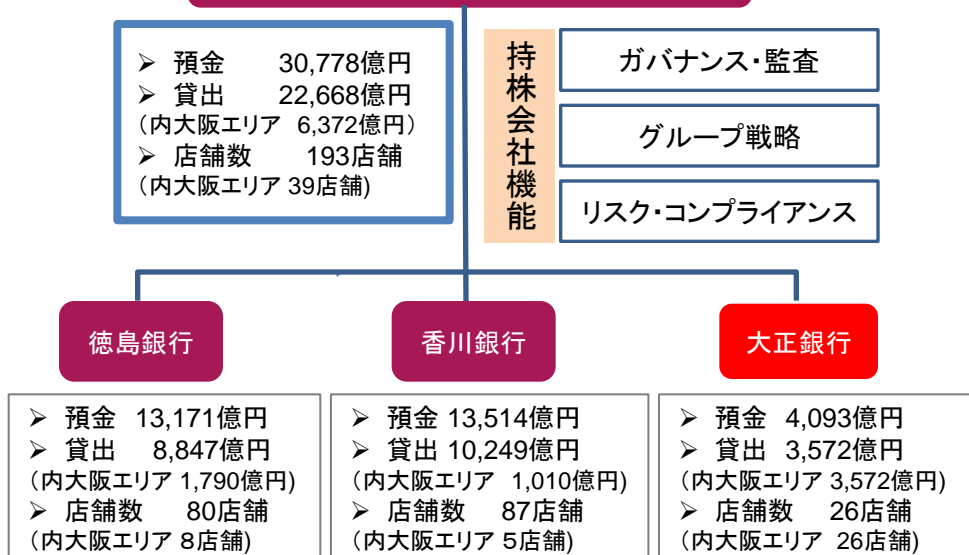 ➢ 預金 30,778億円
➢ 貸出 22,668億円
（内大阪エリア 6,372億円）
➢ 店舗数 193店舗
（内大阪エリア 39店舗)
持株会社機能
ガバナンス・監査
グループ戦略
リスク・コンプライアンス
徳島銀行
香川銀行
大正銀行
➢ 預金 13,171億円
➢ 貸出 8,847億円
（内大阪エリア 1,790億円)
➢ 店舗数 80店舗
（内大阪エリア 8店舗)
➢ 預金 13,514億円
➢ 貸出 10,249億円
（内大阪エリア 1,010億円)
➢ 店舗数 87店舗
（内大阪エリア 5店舗)
➢ 預金 4,093億円
➢ 貸出 3,572億円
（内大阪エリア 3,572億円)
➢ 店舗数 26店舗
（内大阪エリア 26店舗)